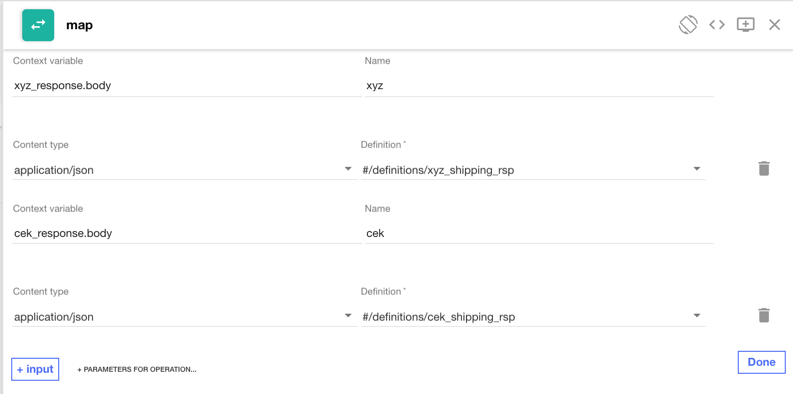 map
Context variable Name
xyz_response.body xyz
Content type Definition *
application/json #/definitions/xyz_shipping_rsp
Context variable Name
cek_response.body cek
Content type Definition *
application/json #/definitions/cek_shipping_rsp
+ input + PARAMETERS FOR OPERATION... Done